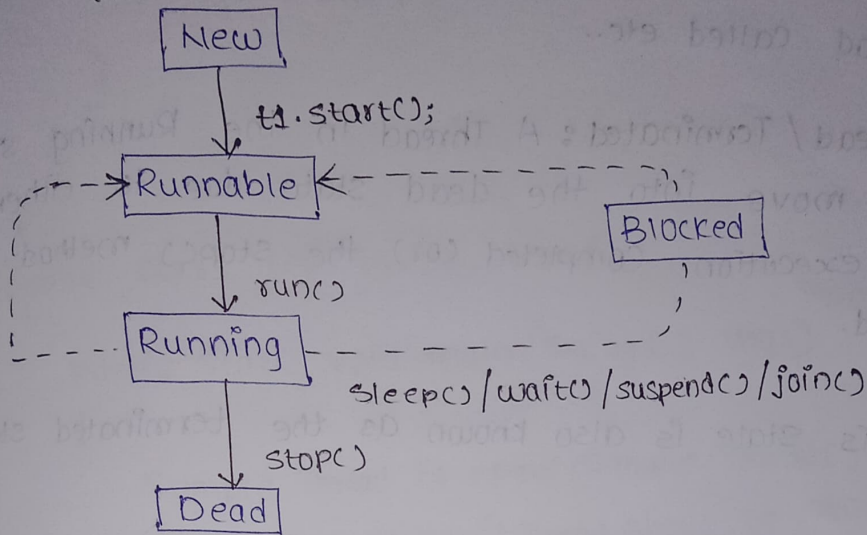 New
t1.start();
Runnable
Blocked
run()
Running
sleep()/wait()/suspend()/join()
stop()
Dead